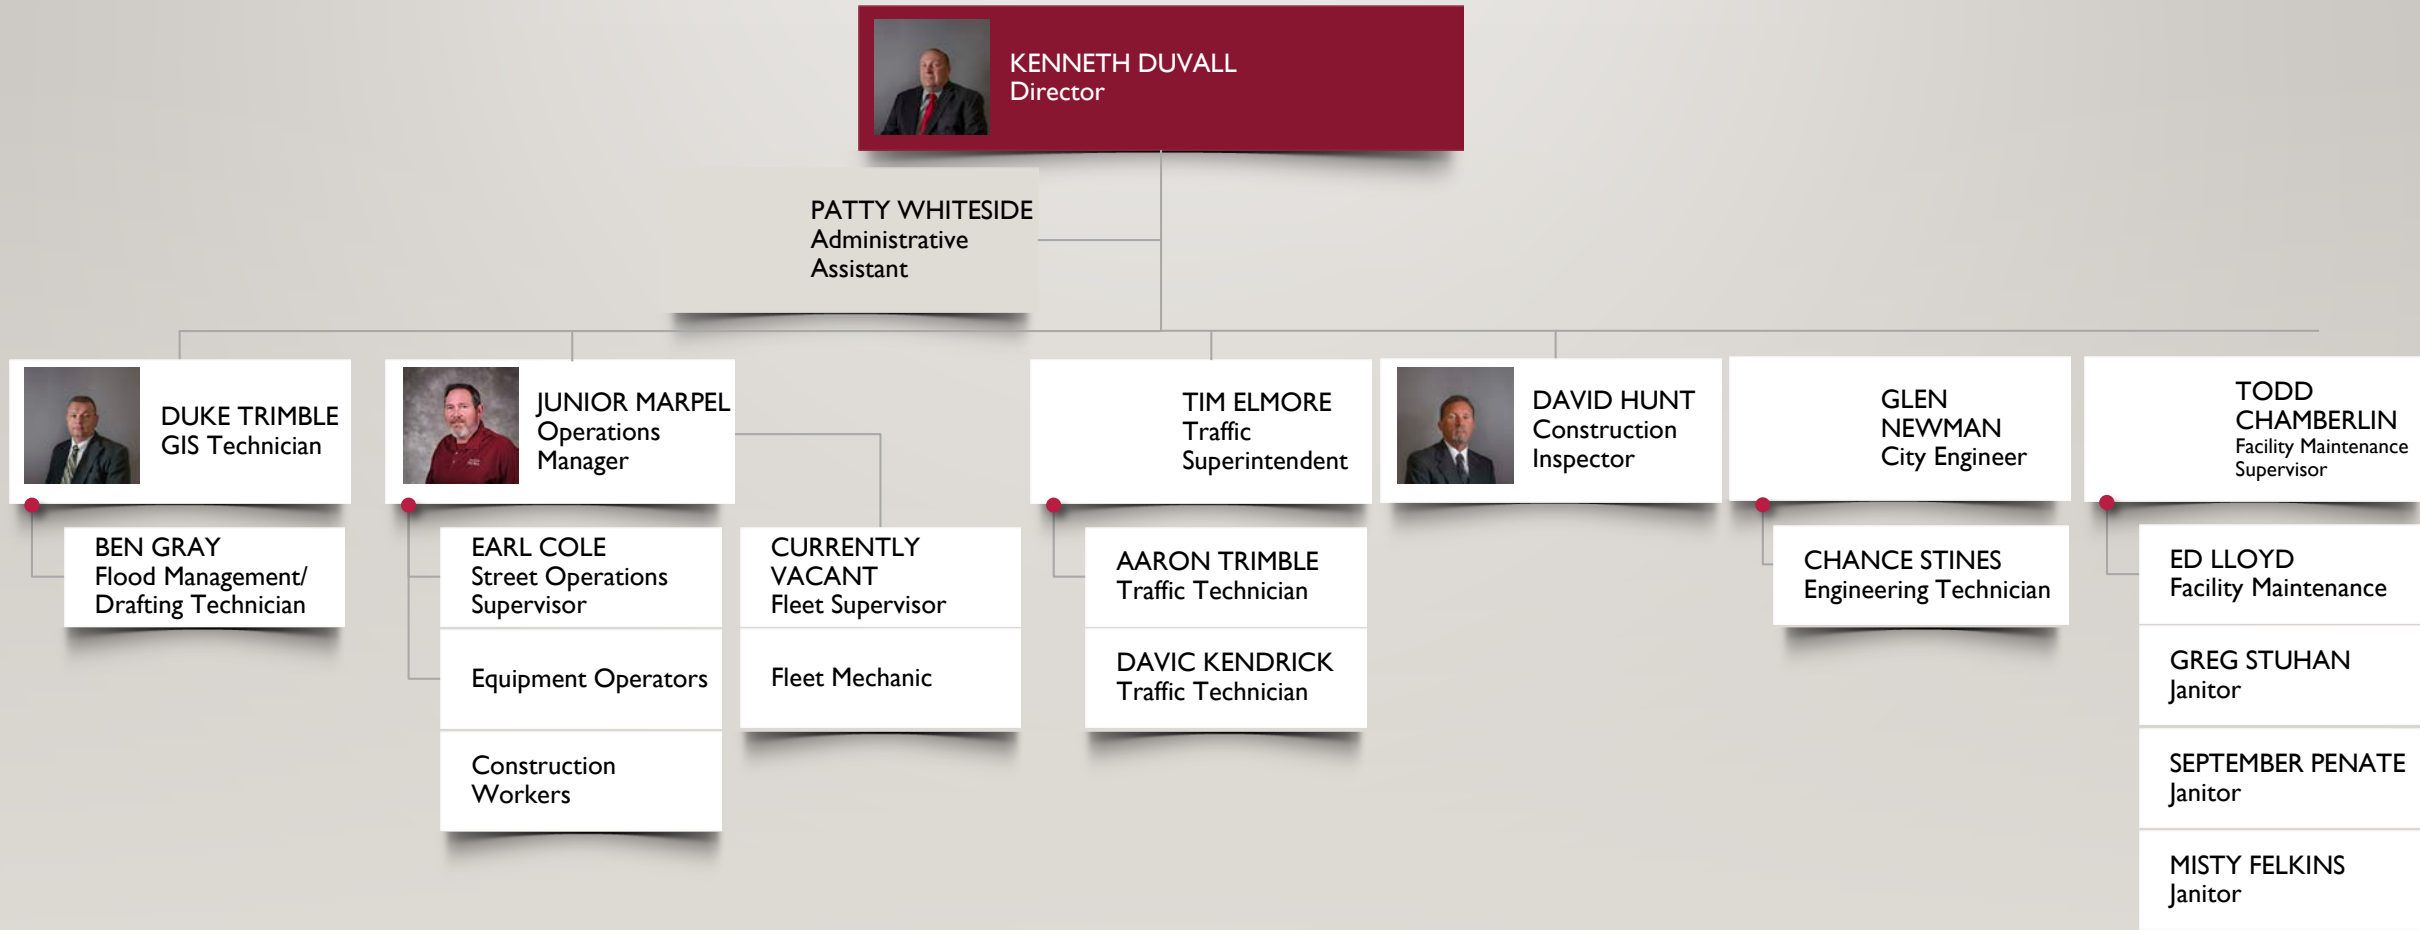 KENNETH DUVALL
Director
PATTY WHITESIDE
Administrative
Assistant
DUKE TRIMBLE
GIS Technician
BEN GRAY
Flood Management/
Drafting Technician
JUNIOR MARPEL
Operations
Manager
EARL COLE
Street Operations
Supervisor
Equipment Operators
Construction
Workers
CURRENTLY
VACANT
Fleet Supervisor
Fleet Mechanic
TIM ELMORE
Traffic
Superintendent
AARON TRIMBLE
Traffic Technician
DAVIC KENDRICK
Traffic Technician
DAVID HUNT
Construction
Inspector
GLEN
NEWMAN
City Engineer
CHANCE STINES
Engineering Technician
TODD
CHAMBERLIN
Facility Maintenance
Supervisor
ED LLOYD
Facility Maintenance
GREG STUHAN
Janitor
SEPTEMBER PENATE
Janitor
MISTY FELKINS
Janitor